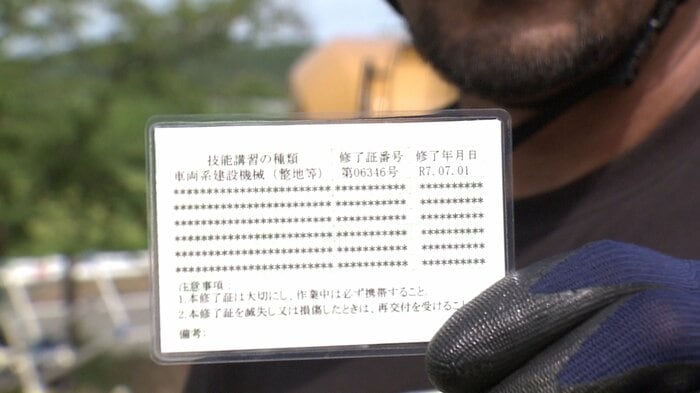 技能講習の種類 修了証番号 修了年月日
車両系建設機械（整地等） 第06346号 R7.07.01
****************** ********** *********
****************** ********** *********
****************** ********** *********
****************** ********** *********
****************** ********** *********
****************** ********** *********
注意事項：
1.本修了証は大切にし、作業中は必ず携帯すること.
2.本修了証を滅失し又は損傷したときは、再交付を受けるこ
備考：